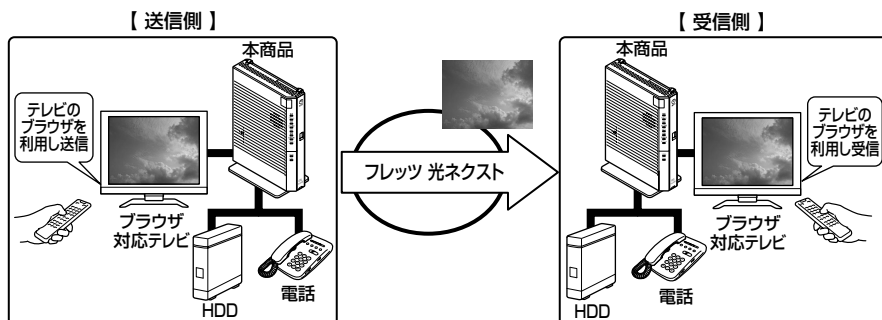 【 送信側 】
本商品
テレビの
ブラウザを
利用し送信
ブラウザ
対応テレビ
HDD
電話
フレッツ 光ネクスト
【 受信側 】
本商品
テレビの
ブラウザを
利用し受信
ブラウザ
対応テレビ
HDD
電話